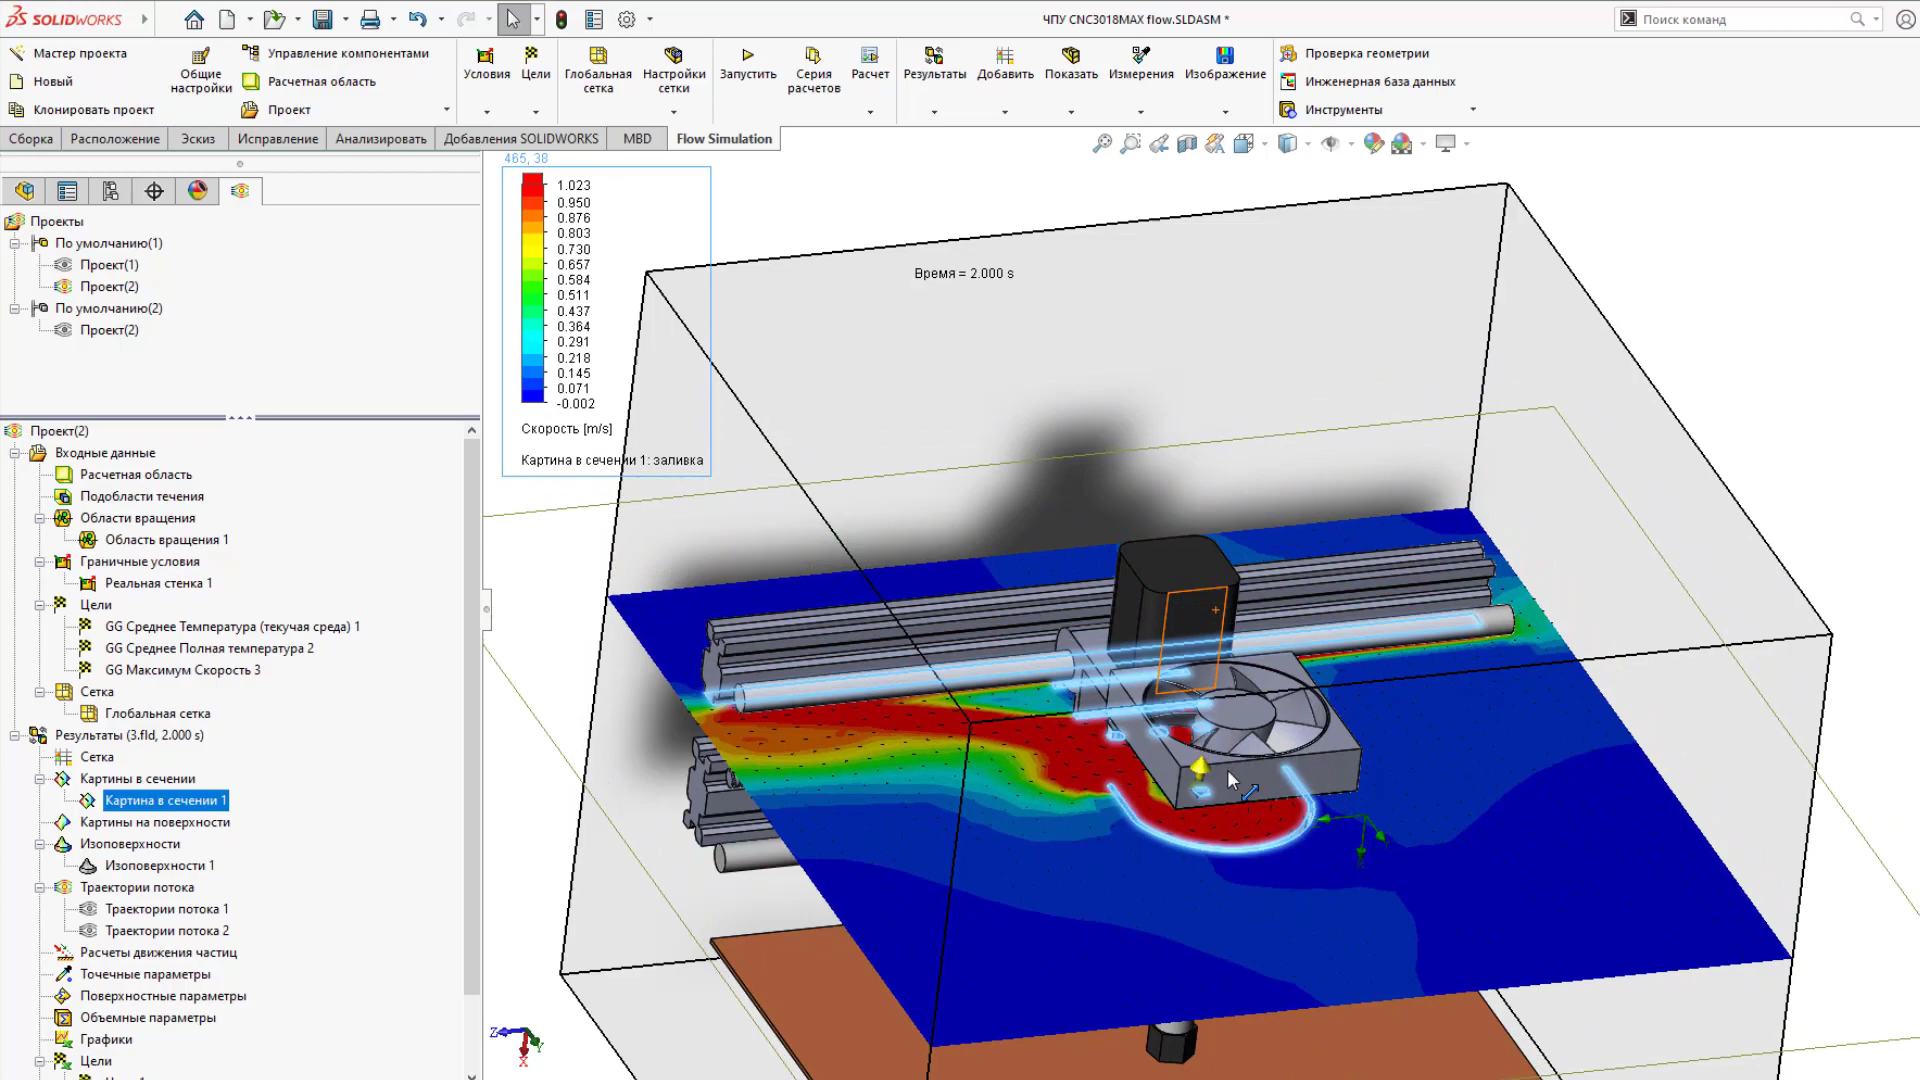 SOLIDWORKS
ЧПУ CNC3018MAX flow.SLDASM *
Поиск команд
Мастер проекта
Новый
Клонировать проект
Общие настройки
Управление компонентами
Расчетная область
Проект
Условия
Цели
Глобальная сетка
Настройки сетки
Запустить
Серия расчетов
Расчет
Результаты
Добавить
Показать
Измерения
Изображение
Проверка геометрии
Инженерная база данных
Инструменты
Сборка
Расположение
Эскиз
Исправление
Анализировать
Добавления SOLIDWORKS
MBD
Flow Simulation
Проекты
По умолчанию(1)
Проект(1)
Проект(2)
По умолчанию(2)
Проект(2)
Проект(2)
Входные данные
Расчетная область
Подобласти течения
Области вращения
Область вращения 1
Граничные условия
Реальная стенка 1
Цели
GG Среднее Температура (текучая среда) 1
GG Среднее Полная температура 2
GG Максимум Скорость 3
Сетка
Глобальная сетка
Результаты (3.fld, 2.000 s)
Сетка
Картины в сечении
Картина в сечении 1
Картины на поверхности
Изоповерхности
Изоповерхности 1
Траектории потока
Траектории потока 1
Траектории потока 2
Расчеты движения частиц
Точечные параметры
Поверхностные параметры
Объемные параметры
Графики
Цели
465, 38
1.023
0.950
0.876
0.803
0.730
0.657
0.584
0.511
0.437
0.364
0.291
0.218
0.145
0.071
-0.002
Скорость [m/s]
Картина в сечении 1: заливка
Время = 2.000 s
Z
Y
X